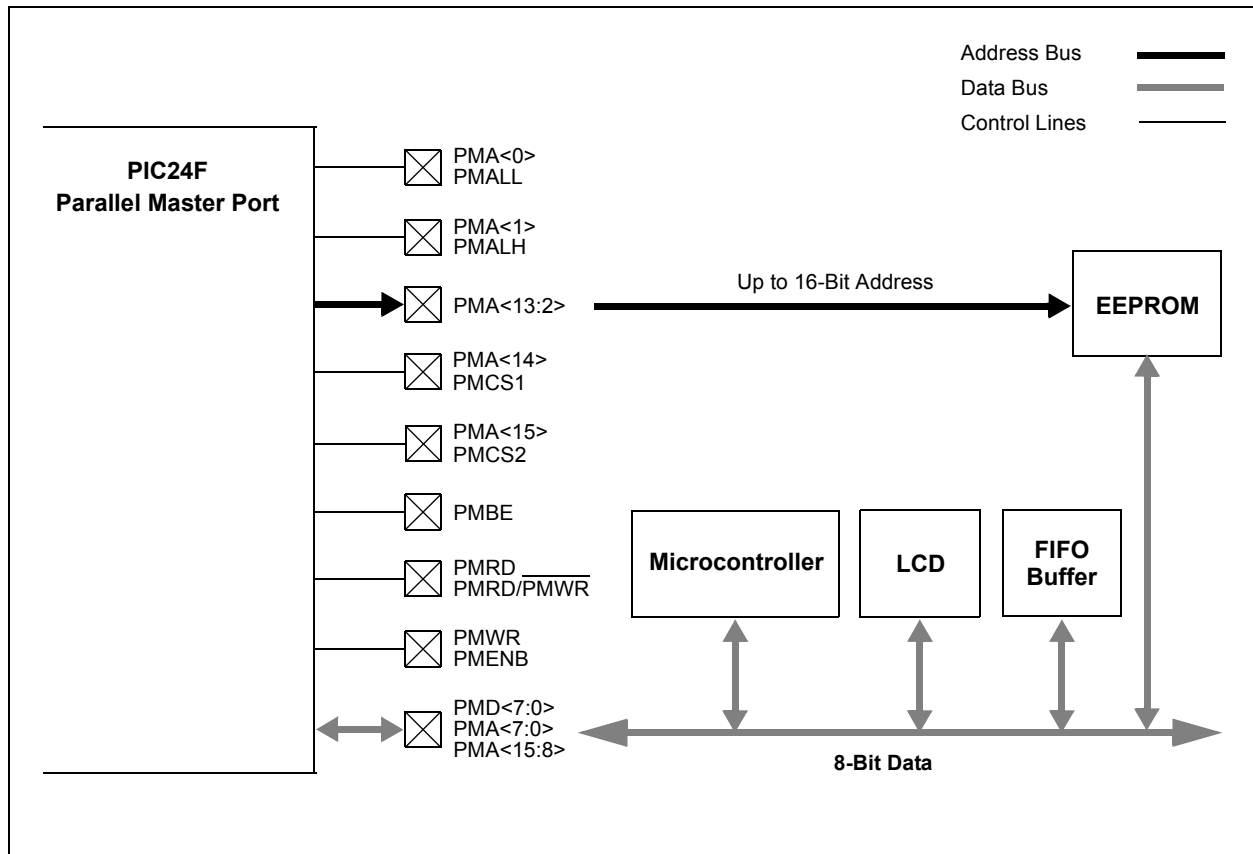 Address Bus
Data Bus
Control Lines
PIC24F
Parallel Master Port
PMA<0>
PMALL
PMA<1>
PMALH
PMA<13:2>
Up to 16-Bit Address
EEPROM
PMA<14>
PMCS1
PMA<15>
PMCS2
PMBE
Microcontroller
LCD
FIFO
Buffer
PMRD
PMRD/PMWR
PMWR
PMENB
PMD<7:0>
PMA<7:0>
PMA<15:8>
8-Bit Data